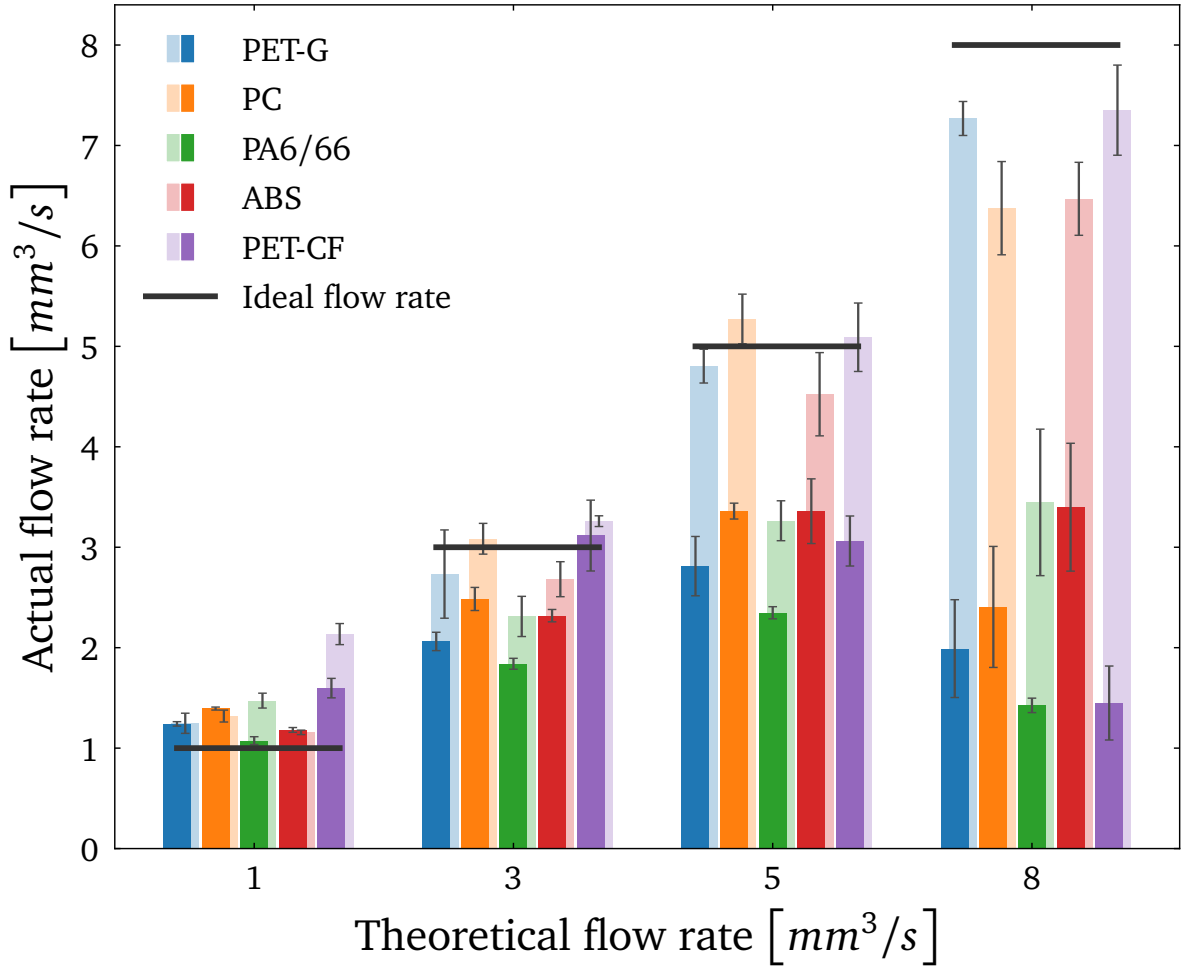 Actual flow rate [mm³/s]
8
7
6
5
4
3
2
1
0
PET-G
PC
PA6/66
ABS
PET-CF
Ideal flow rate
1 3 5 8
Theoretical flow rate [mm³/s]